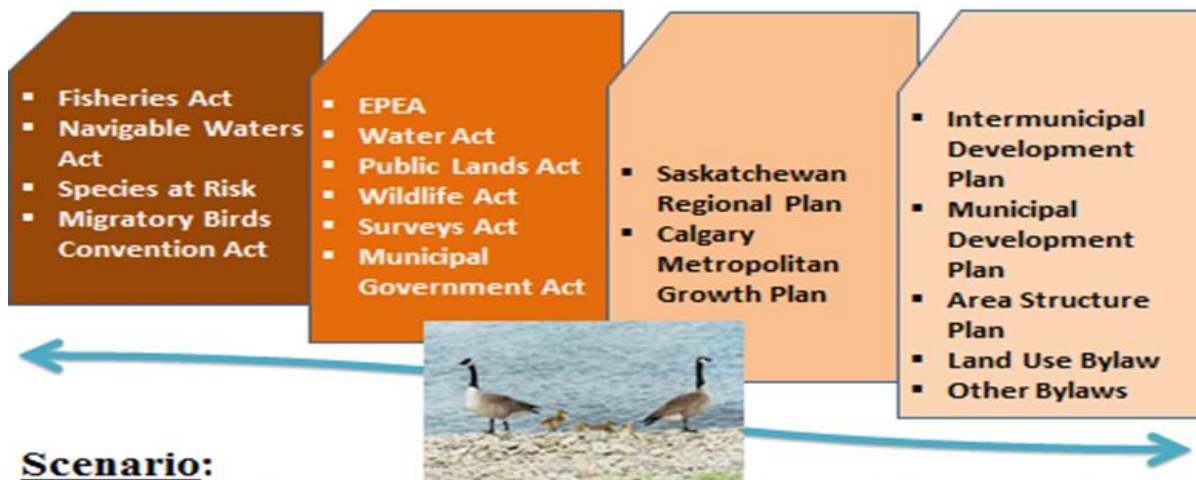 ▪ Fisheries Act
▪ Navigable Waters
Act
▪ Species at Risk
▪ Migratory Birds
Convention Act
▪ EPEA
▪ Water Act
▪ Public Lands Act
▪ Wildlife Act
▪ Surveys Act
▪ Municipal
Government Act
▪ Saskatchewan
Regional Plan
▪ Calgary
Metropolitan
Growth Plan
▪ Intermunicipal
Development
Plan
▪ Municipal
Development
Plan
▪ Area Structure
Plan
▪ Land Use Bylaw
▪ Other Bylaws
Scenario: